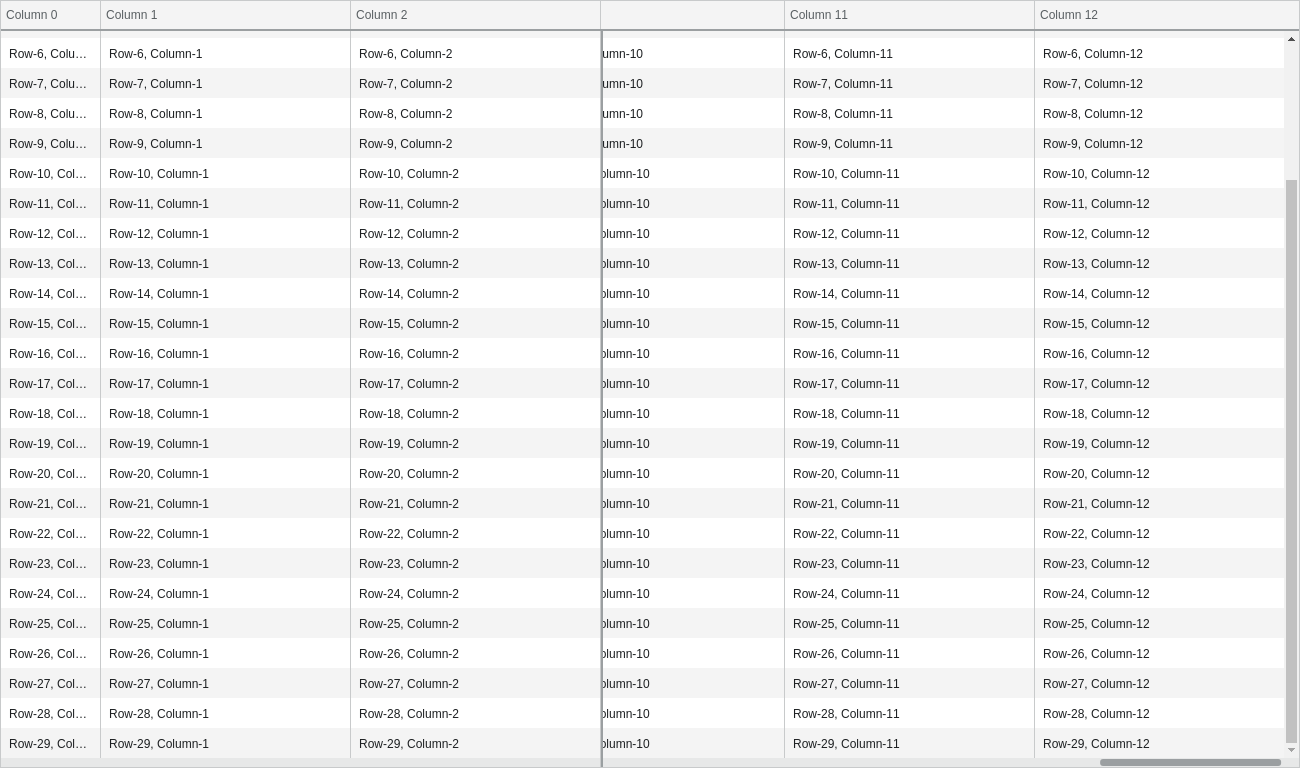 Column 0 Column 1 Column 2 Column 11 Column 12
Row-6, Colu... Row-6, Column-1 Row-6, Column-2 umn-10 Row-6, Column-11 Row-6, Column-12
Row-7, Colu... Row-7, Column-1 Row-7, Column-2 umn-10 Row-7, Column-11 Row-7, Column-12
Row-8, Colu... Row-8, Column-1 Row-8, Column-2 umn-10 Row-8, Column-11 Row-8, Column-12
Row-9, Colu... Row-9, Column-1 Row-9, Column-2 umn-10 Row-9, Column-11 Row-9, Column-12
Row-10, Col... Row-10, Column-1 Row-10, Column-2 olumn-10 Row-10, Column-11 Row-10, Column-12
Row-11, Col... Row-11, Column-1 Row-11, Column-2 olumn-10 Row-11, Column-11 Row-11, Column-12
Row-12, Col... Row-12, Column-1 Row-12, Column-2 olumn-10 Row-12, Column-11 Row-12, Column-12
Row-13, Col... Row-13, Column-1 Row-13, Column-2 olumn-10 Row-13, Column-11 Row-13, Column-12
Row-14, Col... Row-14, Column-1 Row-14, Column-2 olumn-10 Row-14, Column-11 Row-14, Column-12
Row-15, Col... Row-15, Column-1 Row-15, Column-2 olumn-10 Row-15, Column-11 Row-15, Column-12
Row-16, Col... Row-16, Column-1 Row-16, Column-2 olumn-10 Row-16, Column-11 Row-16, Column-12
Row-17, Col... Row-17, Column-1 Row-17, Column-2 olumn-10 Row-17, Column-11 Row-17, Column-12
Row-18, Col... Row-18, Column-1 Row-18, Column-2 olumn-10 Row-18, Column-11 Row-18, Column-12
Row-19, Col... Row-19, Column-1 Row-19, Column-2 olumn-10 Row-19, Column-11 Row-19, Column-12
Row-20, Col... Row-20, Column-1 Row-20, Column-2 olumn-10 Row-20, Column-11 Row-20, Column-12
Row-21, Col... Row-21, Column-1 Row-21, Column-2 olumn-10 Row-21, Column-11 Row-21, Column-12
Row-22, Col... Row-22, Column-1 Row-22, Column-2 olumn-10 Row-22, Column-11 Row-22, Column-12
Row-23, Col... Row-23, Column-1 Row-23, Column-2 olumn-10 Row-23, Column-11 Row-23, Column-12
Row-24, Col... Row-24, Column-1 Row-24, Column-2 olumn-10 Row-24, Column-11 Row-24, Column-12
Row-25, Col... Row-25, Column-1 Row-25, Column-2 olumn-10 Row-25, Column-11 Row-25, Column-12
Row-26, Col... Row-26, Column-1 Row-26, Column-2 olumn-10 Row-26, Column-11 Row-26, Column-12
Row-27, Col... Row-27, Column-1 Row-27, Column-2 olumn-10 Row-27, Column-11 Row-27, Column-12
Row-28, Col... Row-28, Column-1 Row-28, Column-2 olumn-10 Row-28, Column-11 Row-28, Column-12
Row-29, Col... Row-29, Column-1 Row-29, Column-2 olumn-10 Row-29, Column-11 Row-29, Column-12